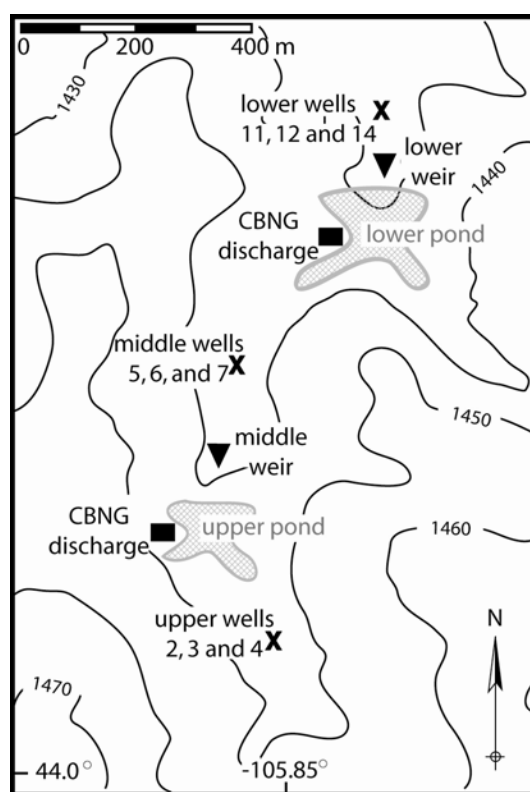 0 200 400 m
1430
lower wells
11, 12 and 14
X
lower
weir
1440
CBNG
discharge
lower pond
middle wells
5, 6, and 7
X
1450
middle
weir
CBNG
discharge
upper pond
1460
upper wells
2, 3 and 4
X
N
1470
44.0°
-105.85°